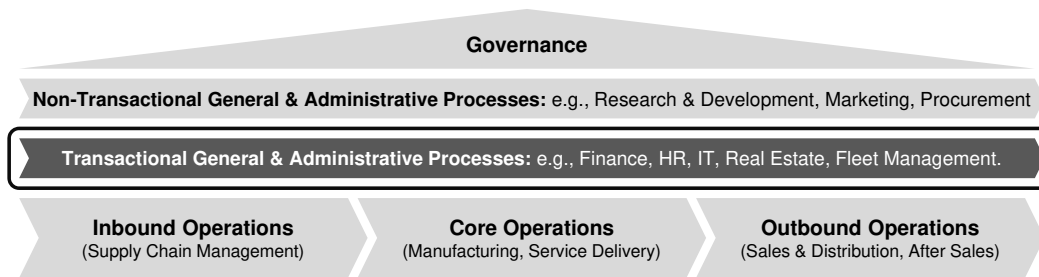 Governance
Non-Transactional General & Administrative Processes: e.g., Research & Development, Marketing, Procurement
Transactional General & Administrative Processes: e.g., Finance, HR, IT, Real Estate, Fleet Management.
Inbound Operations
(Supply Chain Management)
Core Operations
(Manufacturing, Service Delivery)
Outbound Operations
(Sales & Distribution, After Sales)